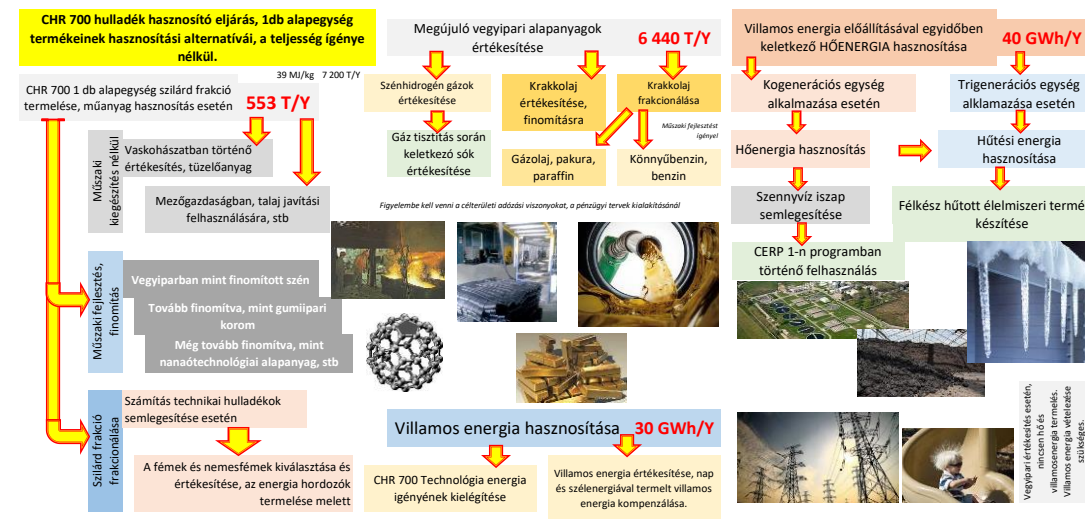 CHR 700 hulladék hasznosító eljárás, 1db alapegység
termékeinek hasznosítási alternatívái, a teljesség ígénye
nélkül.
39 MJ/kg 7 200 T/Y
CHR 700 1 db alapegység szilárd frakció
termelése, műanyag hasznosítás esetén
553 T/Y
Műszaki
kiegészítés nélkül
Vaskohászatban történő
értékesítés, tüzelőanyag
Mezőgazdaságban, talaj javítási
felhasználására, stb
Műszaki fejlesztés,
finomítás
Vegyiparban mint finomított szén
Tovább finomítva, mint gumiipari
korom
Még tovább finomítva, mint
nanaótechnológiai alapanyag, stb
Szilárd frakció
frakcionálása
Számítás technikai hulladékok
semlegesítése esetén
A fémek és nemesfémek kiválasztása és
értékesítése, az energia hordozók
termelése melett
Megújuló vegyipari alapanyagok
értékesítése
6 440 T/Y
Szénhidrogén gázok
értékesítése
Gáz tisztítás során
keletkező sók
értékesítése
Krakkolaj
értékesítése,
finomításra
Krakkolaj
frakcionálása
Műszaki fejlesztést
igényel
Gázolaj, pakura,
paraffin
Könnyűbenzin,
benzin
Figyelembe kell venni a célterületi adózási viszonyokat, a pénzügyi tervek kialakításánál
Villamos energia hasznosítása 30 GWh/Y
CHR 700 Technológia energia
igényének kielégítése
Villamos energia értékesítése, nap
és szélenergiával termelt villamos
energia kompenzálása.
Villamos energia előállításával egyidőben
keletkező HŐENERGIA hasznosítása
40 GWh/Y
Kogenerációs egység
alkalmazása esetén
Trigenerációs egység
alklamazása esetén
Hőenergia hasznosítás
Hűtési energia
hasznosítása
Szennyvíz iszap
semlegesítése
Félkész hűtott élelmiszeri termé
készítése
CERP 1-n programban
történő felhasználás
Vegyipari értékesítés esetén,
nincsen hő és
villamosenergia termelés.
Villamos energia vételezése
szükséges.